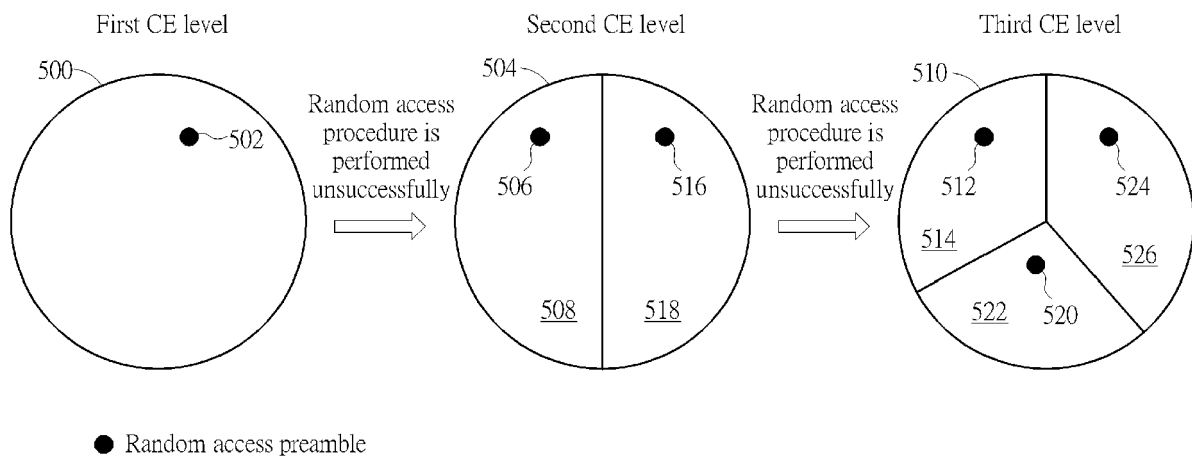 First CE level
Second CE level
Third CE level
500
504
510
Random access
procedure is
performed
unsuccessfully
Random access
procedure is
performed
unsuccessfully
502
506
516
512
524
514
526
508
518
522
520
Random access preamble